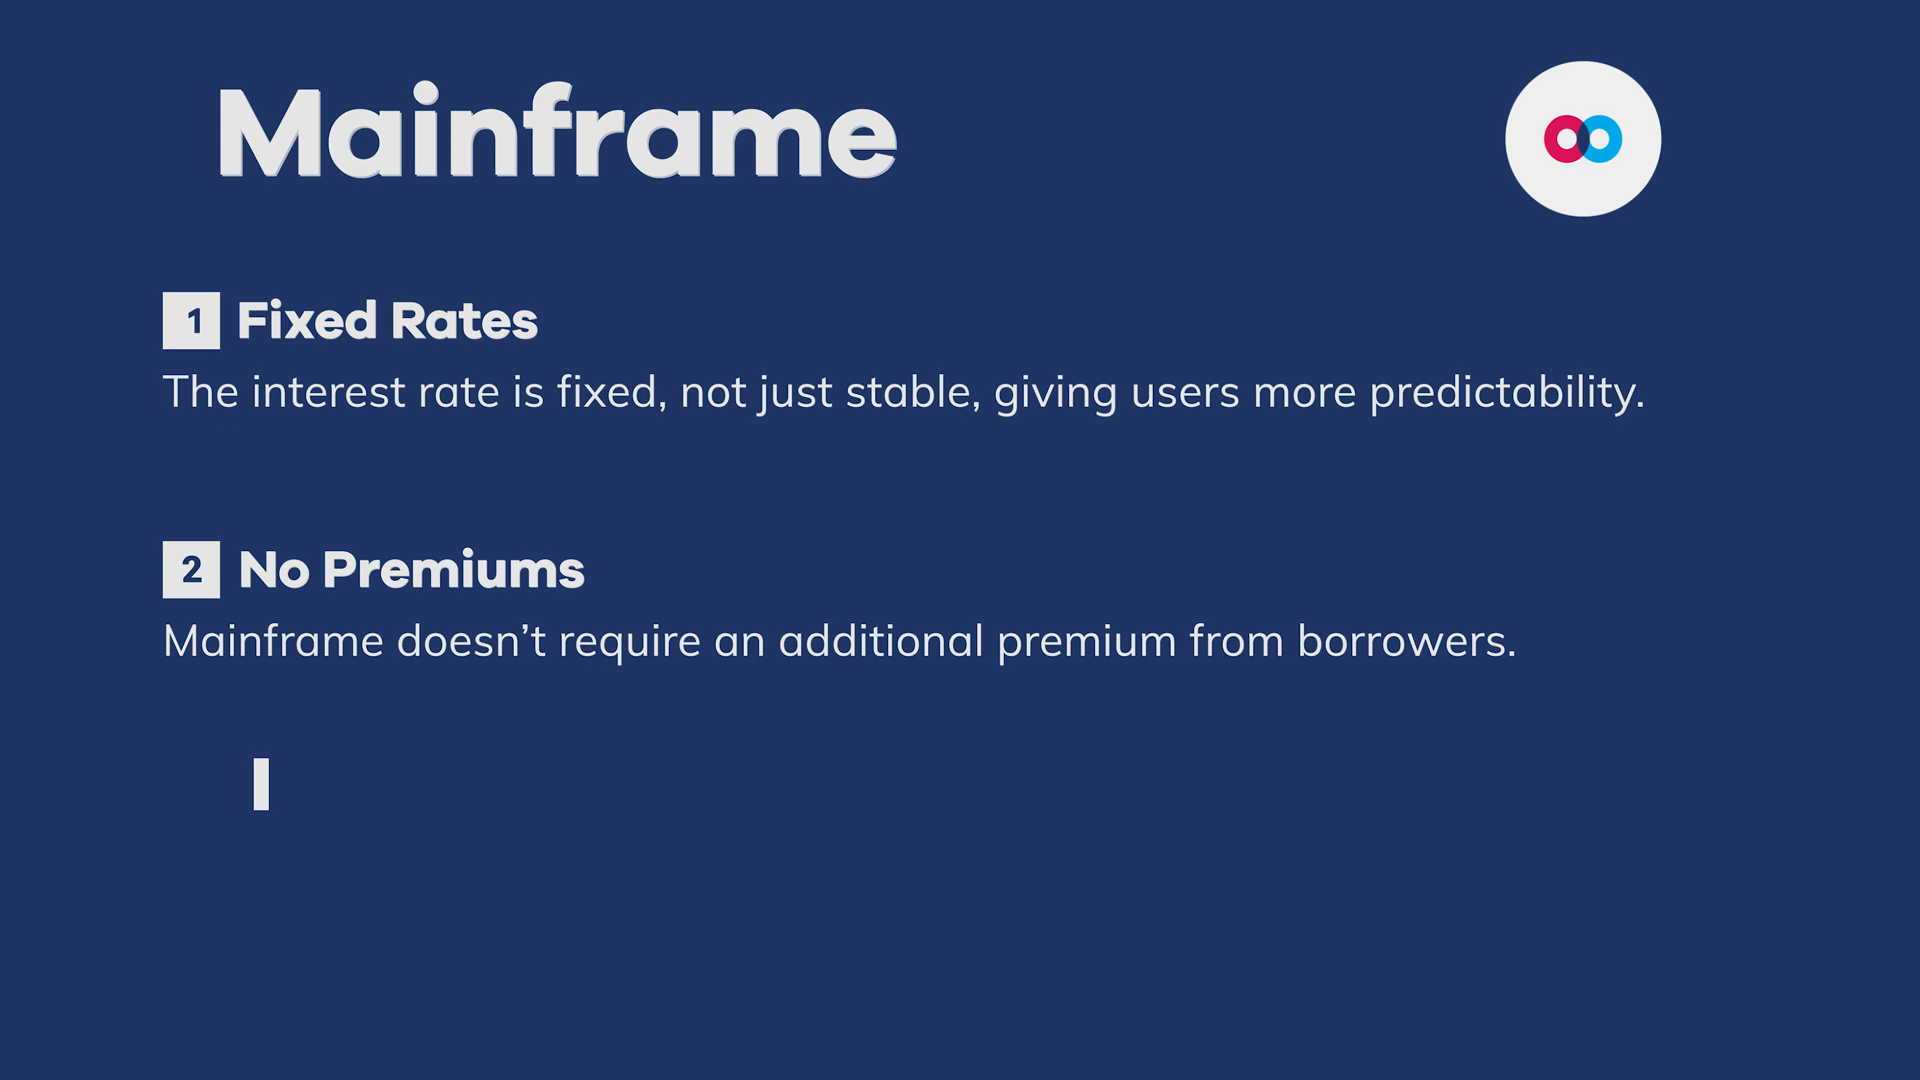 Mainframe
1 Fixed Rates
The interest rate is fixed, not just stable, giving users more predictability.
2 No Premiums
Mainframe doesn’t require an additional premium from borrowers.